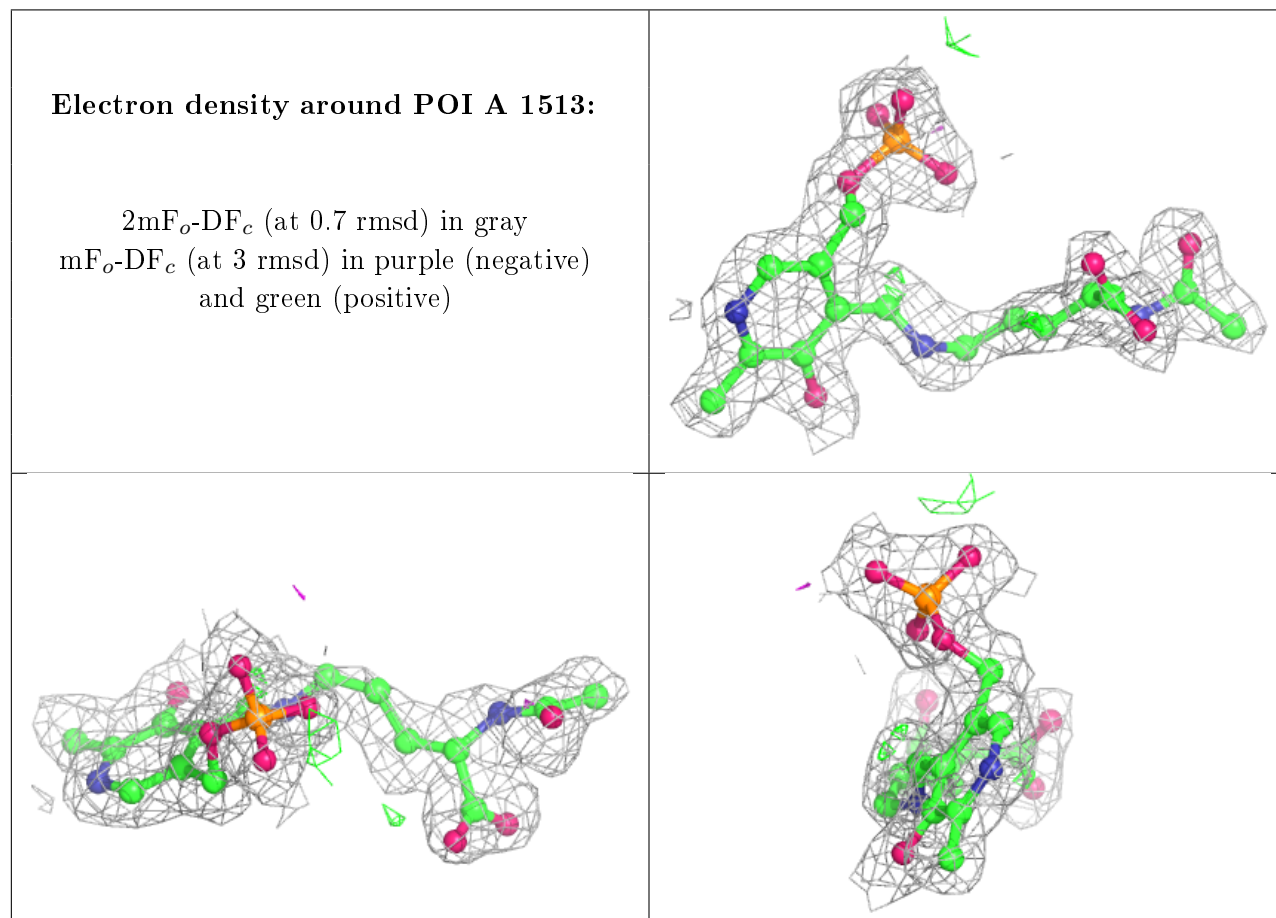 Electron density around POI A 1513:
2mFₒ-DF𝒸 (at 0.7 rmsd) in gray
mFₒ-DF𝒸 (at 3 rmsd) in purple (negative)
and green (positive)